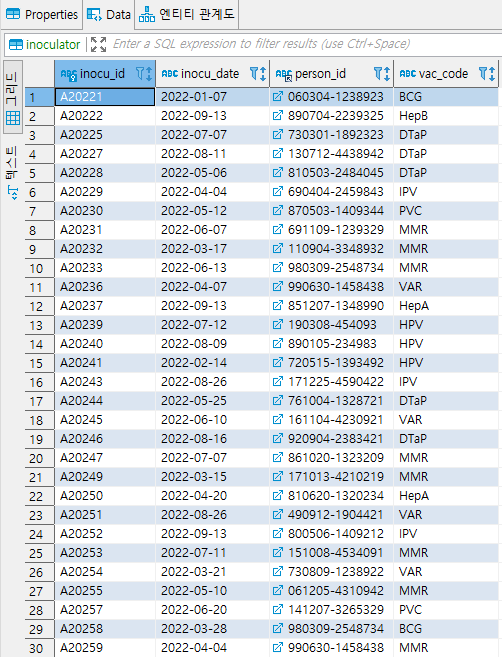 Properties Data 엔티티 관계도
inoculator Enter a SQL expression to filter results (use Ctrl+Space)
그리드
텍스트
inocu_id inocu_date person_id vac_code
1 A20221 2022-01-07 060304-1238923 BCG
2 A20222 2022-09-13 890704-2239325 HepB
3 A20225 2022-07-07 730301-1892323 DTaP
4 A20227 2022-08-11 130712-4438942 DTaP
5 A20228 2022-05-06 810503-2484045 DTaP
6 A20229 2022-04-04 690404-2459843 IPV
7 A20230 2022-05-12 870503-1409344 PVC
8 A20231 2022-06-07 691109-1239329 MMR
9 A20232 2022-03-17 110904-3348932 MMR
10 A20233 2022-06-13 980309-2548734 MMR
11 A20236 2022-04-07 990630-1458438 VAR
12 A20237 2022-09-13 851207-1348990 HepA
13 A20239 2022-07-12 190308-454093 HPV
14 A20240 2022-08-09 890105-234983 HPV
15 A20241 2022-02-14 720515-1393492 HPV
16 A20243 2022-08-26 171225-4590422 IPV
17 A20244 2022-05-25 761004-1328721 DTaP
18 A20245 2022-06-10 161104-4230921 VAR
19 A20246 2022-08-16 920904-2383421 DTaP
20 A20247 2022-07-07 861020-1323209 MMR
21 A20249 2022-03-15 171013-4210219 MMR
22 A20250 2022-04-20 810620-1320234 HepA
23 A20251 2022-08-26 490912-1904421 VAR
24 A20252 2022-09-13 800506-1409212 IPV
25 A20253 2022-07-11 151008-4534091 MMR
26 A20254 2022-03-21 730809-1238922 VAR
27 A20255 2022-05-10 061205-4310942 MMR
28 A20257 2022-06-20 141207-3265329 PVC
29 A20258 2022-03-28 980309-2548734 BCG
30 A20259 2022-04-04 990630-1458438 MMR